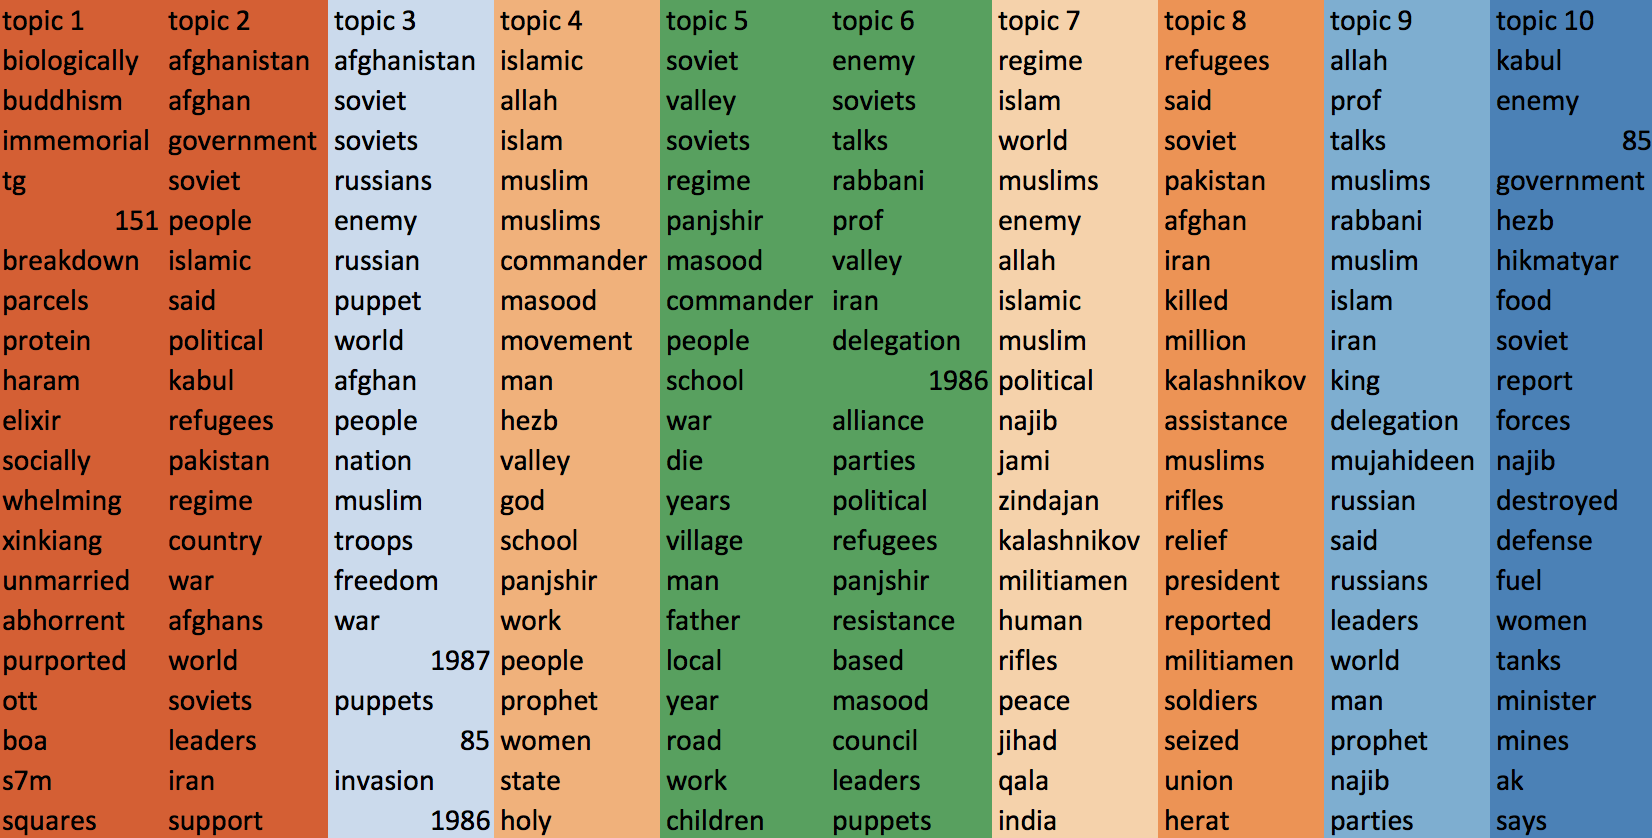 topic 1 topic 2 topic 3 topic 4 topic 5 topic 6 topic 7 topic 8 topic 9 topic 10
biologically afghanistan afghanistan islamic soviet enemy regime refugees allah kabul
buddhism afghan soviet allah valley soviets islam said prof enemy
immemorial government soviets islam soviets talks world soviet talks 85
tg soviet russians muslim regime rabbani muslims pakistan muslims government
151 people enemy muslims panjshir prof enemy afghan rabbani hezb
breakdown islamic russian commander masood valley allah iran muslim hikmatyar
parcels said puppet masood commander iran islamic killed islam food
protein political world movement people delegation muslim million iran soviet
haram kabul afghan man school 1986 political kalashnikov king report
elixir refugees people hezb war alliance najib assistance delegation forces
socially pakistan nation valley die parties jami muslims mujahideen najib
whelming regime muslim god years political zindajan rifles russian destroyed
xinkiang country troops school village refugees kalashnikov relief said defense
unmarried war freedom panjshir man panjshir militiamen president russians fuel
abhorrent afghans war work father resistance human reported leaders women
purported world 1987 people local based rifles militiamen world tanks
ott soviets puppets prophet year masood peace soldiers man minister
boa leaders 85 women road council jihad seized prophet mines
s7m iran invasion state work leaders qala union najib ak
squares support 1986 holy children puppets india herat parties says